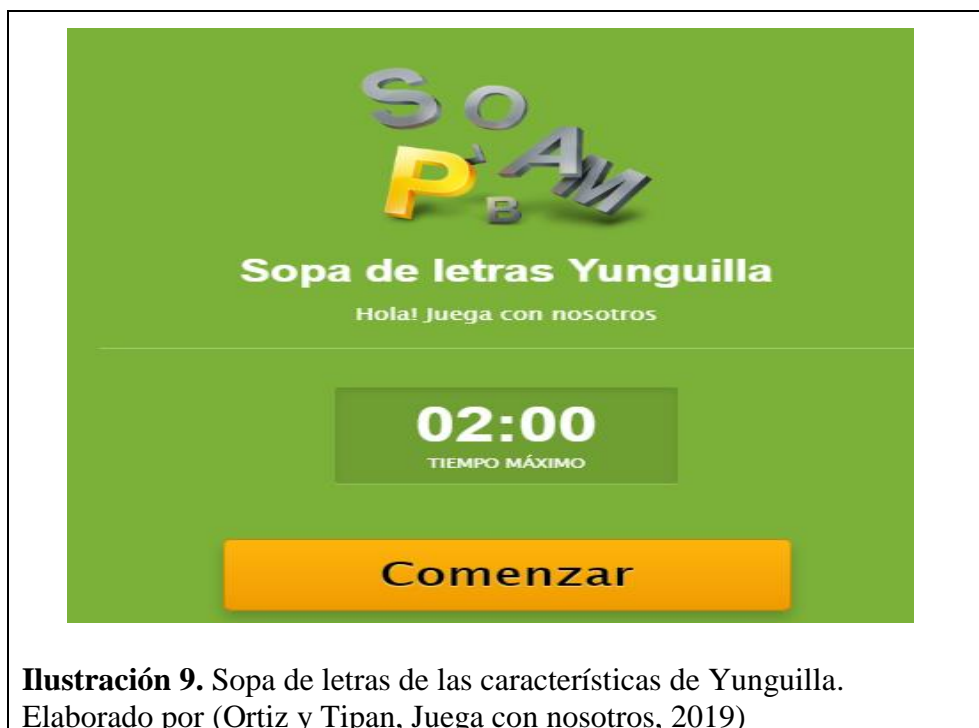 S O
P L A M
B
Sopa de letras Yunguilla
Hola! Juega con nosotros
02:00
TIEMPO MÁXIMO
Comenzar
Ilustración 9. Sopa de letras de las características de Yunguilla.
Elaborado por (Ortiz y Tipan, Juega con nosotros, 2019)